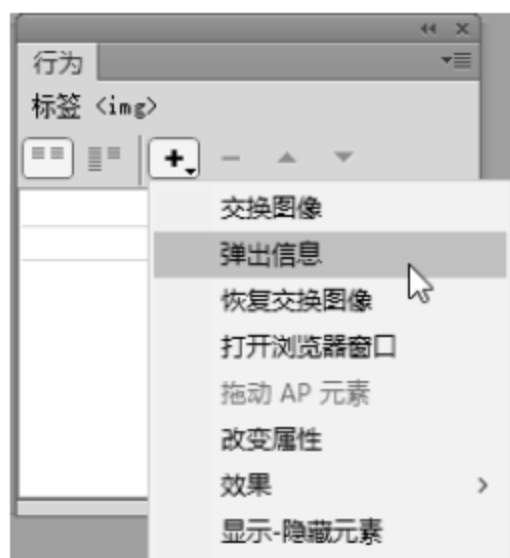 行为
标签 <img>
交换图像
弹出信息
恢复交换图像
打开浏览器窗口
拖动 AP 元素
改变属性
效果
显示-隐藏元素